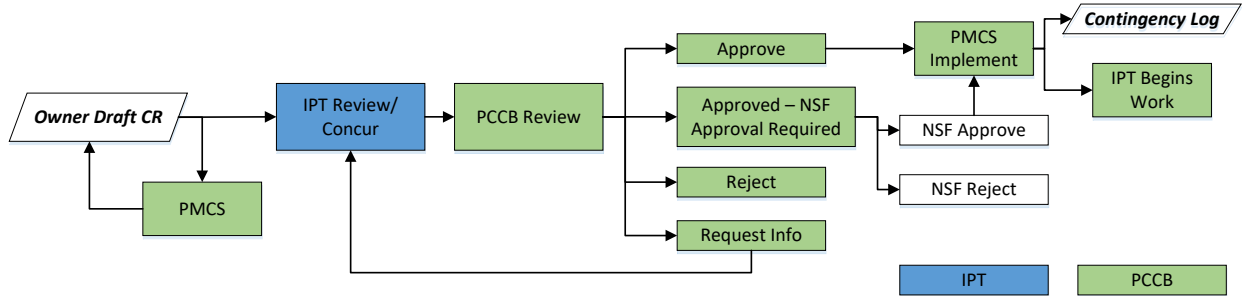 Owner Draft CR
PMCS
IPT Review/
Concur
PCCB Review
Approve
Approved – NSF
Approval Required
Reject
Request Info
PMCS
Implement
NSF Approve
NSF Reject
Contingency Log
IPT Begins
Work
IPT
PCCB